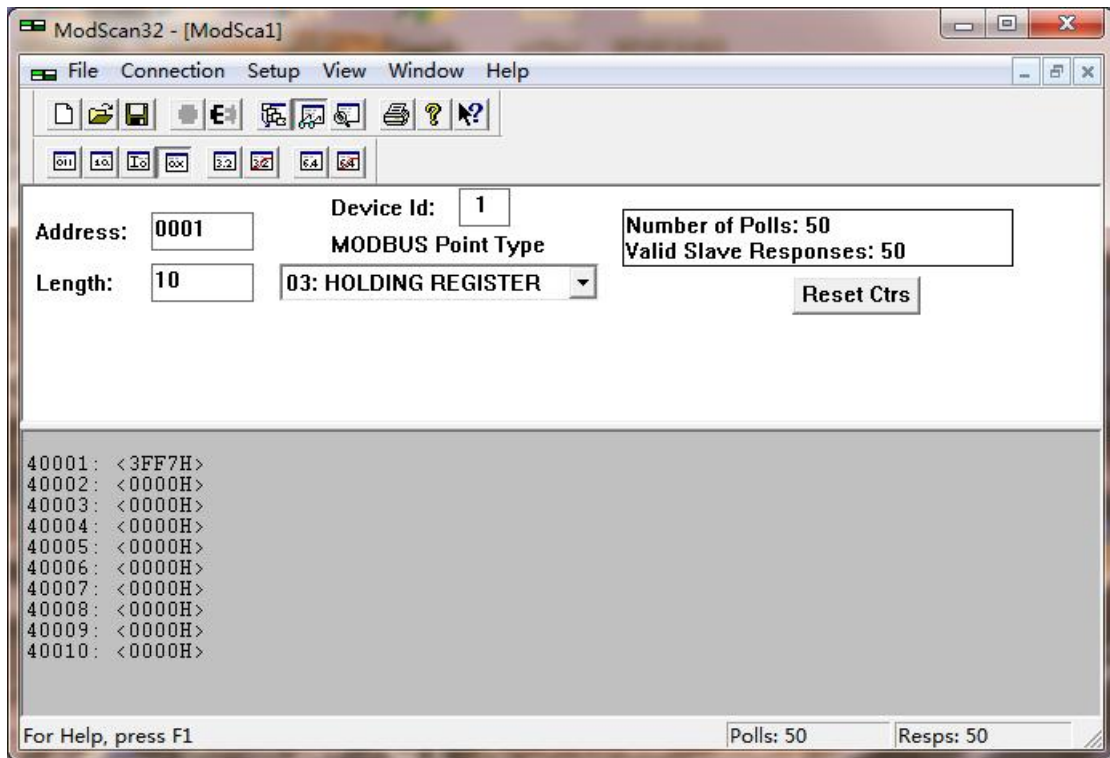 ModScan32 - [ModSca1]
File Connection Setup View Window Help
Address: 0001
Device Id: 1
MODBUS Point Type
Length: 10
03: HOLDING REGISTER
Number of Polls: 50
Valid Slave Responses: 50
Reset Ctrs
40001: <3FF7H>
40002: <0000H>
40003: <0000H>
40004: <0000H>
40005: <0000H>
40006: <0000H>
40007: <0000H>
40008: <0000H>
40009: <0000H>
40010: <0000H>
For Help, press F1
Polls: 50
Resps: 50